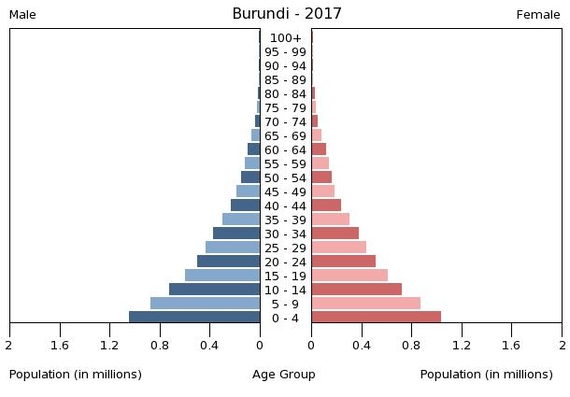 Male Burundi - 2017 Female
100+
95 - 99
90 - 94
85 - 89
80 - 84
75 - 79
70 - 74
65 - 69
60 - 64
55 - 59
50 - 54
45 - 49
40 - 44
35 - 39
30 - 34
25 - 29
20 - 24
15 - 19
10 - 14
5 - 9
0 - 4
2 1.6 1.2 0.8 0.4 0 0 0.4 0.8 1.2 1.6 2
Population (in millions) Age Group Population (in millions)